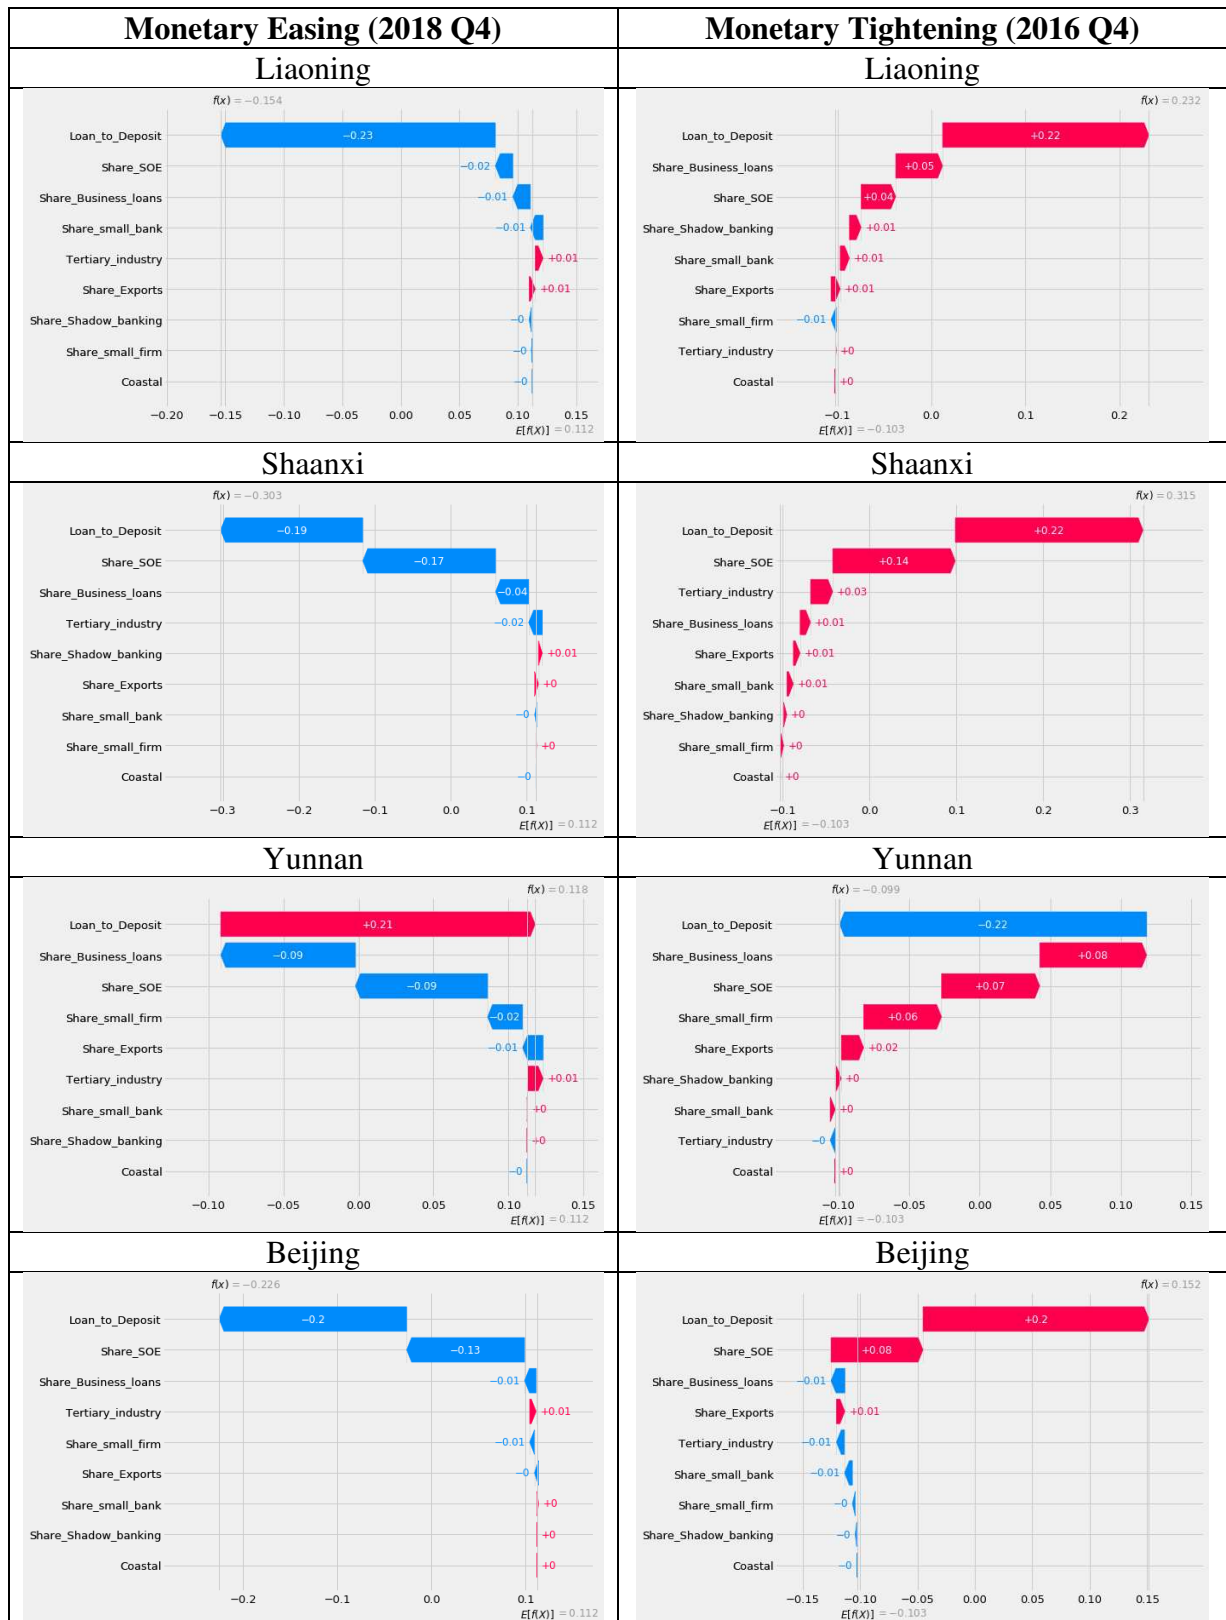 Monetary Easing (2018 Q4) Monetary Tightening (2016 Q4)
Liaoning Liaoning
f(x) = −0.154
Loan_to_Deposit −0.23
Share_SOE −0.02
Share_Business_loans −0.01
Share_small_bank −0.01
Tertiary_industry +0.01
Share_Exports +0.01
Share_Shadow_banking −0
Share_small_firm −0
Coastal −0
−0.20 −0.15 −0.10 −0.05 0.00 0.05 0.10 0.15
E[f(X)] = 0.112
f(x) = 0.232
Loan_to_Deposit +0.22
Share_Business_loans +0.05
Share_SOE +0.04
Share_Shadow_banking +0.01
Share_small_bank +0.01
Share_Exports +0.01
Share_small_firm −0.01
Tertiary_industry +0
Coastal +0
−0.1 0.0 0.1 0.2
E[f(X)] = −0.103
Shaanxi Shaanxi
f(x) = −0.303
Loan_to_Deposit −0.19
Share_SOE −0.17
Share_Business_loans −0.04
Tertiary_industry −0.02
Share_Shadow_banking +0.01
Share_Exports +0
Share_small_bank −0
Share_small_firm +0
Coastal −0
−0.3 −0.2 −0.1 0.0 0.1
E[f(X)] = 0.112
f(x) = 0.315
Loan_to_Deposit +0.22
Share_SOE +0.14
Tertiary_industry +0.03
Share_Business_loans +0.01
Share_Exports +0.01
Share_small_bank +0.01
Share_Shadow_banking +0
Share_small_firm +0
Coastal +0
−0.1 0.0 0.1 0.2 0.3
E[f(X)] = −0.103
Yunnan Yunnan
f(x) = 0.118
Loan_to_Deposit +0.21
Share_Business_loans −0.09
Share_SOE −0.09
Share_small_firm −0.02
Share_Exports −0.01
Tertiary_industry +0.01
Share_small_bank +0
Share_Shadow_banking +0
Coastal −0
−0.10 −0.05 0.00 0.05 0.10 0.15
E[f(X)] = 0.112
f(x) = −0.099
Loan_to_Deposit −0.22
Share_Business_loans +0.08
Share_SOE +0.07
Share_small_firm +0.06
Share_Exports +0.02
Share_Shadow_banking +0
Share_small_bank +0
Tertiary_industry −0
Coastal +0
−0.10 −0.05 0.00 0.05 0.10 0.15
E[f(X)] = −0.103
Beijing Beijing
f(x) = −0.226
Loan_to_Deposit −0.2
Share_SOE −0.13
Share_Business_loans −0.01
Tertiary_industry +0.01
Share_small_firm −0.01
Share_Exports −0
Share_small_bank +0
Share_Shadow_banking +0
Coastal +0
−0.2 −0.1 0.0 0.1
E[f(X)] = 0.112
f(x) = 0.152
Loan_to_Deposit +0.2
Share_SOE +0.08
Share_Business_loans −0.01
Share_Exports +0.01
Tertiary_industry −0.01
Share_small_bank −0.01
Share_small_firm −0
Share_Shadow_banking −0
Coastal −0
−0.15 −0.10 −0.05 0.00 0.05 0.10 0.15
E[f(X)] = −0.103